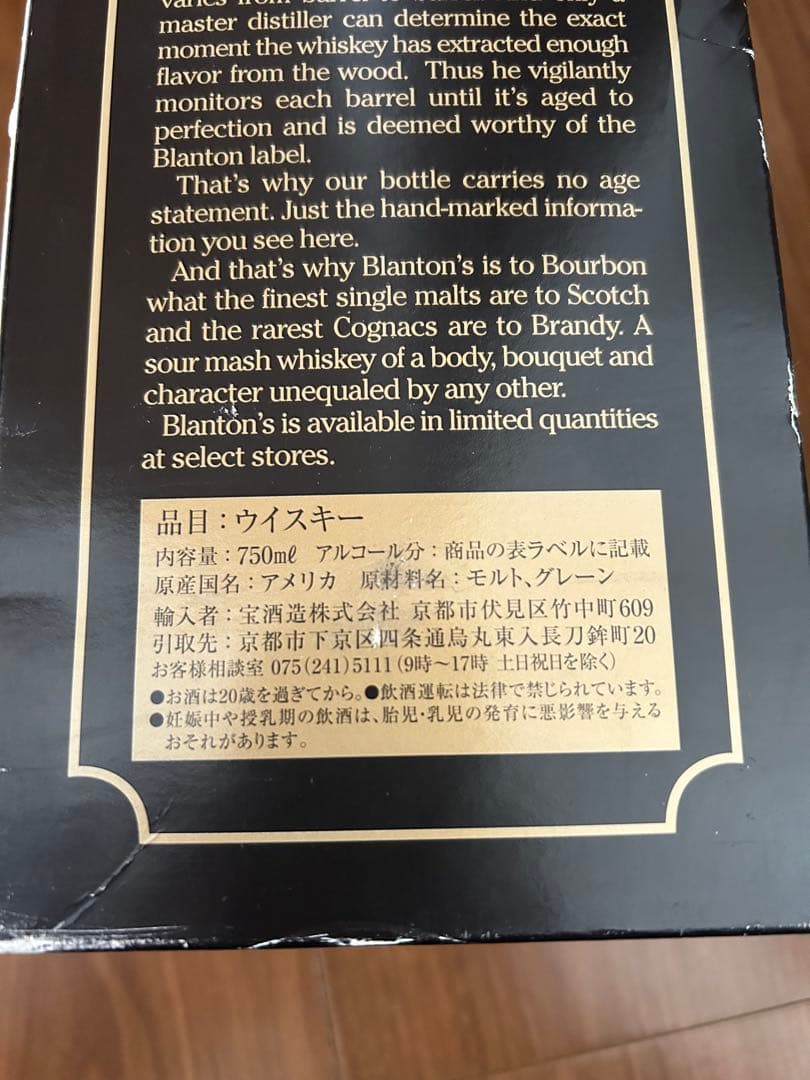 varies from barrel to barrel. And only a
master distiller can determine the exact
moment the whiskey has extracted enough
flavor from the wood. Thus he vigilantly
monitors each barrel until it's aged to
perfection and is deemed worthy of the
Blanton label.
That's why our bottle carries no age
statement. Just the hand-marked informa-
tion you see here.
And that's why Blanton's is to Bourbon
what the finest single malts are to Scotch
and the rarest Cognacs are to Brandy. A
sour mash whiskey of a body, bouquet and
character unequaled by any other.
Blanton's is available in limited quantities
at select stores.
品目：ウイスキー
内容量：750mℓ アルコール分：商品の表ラベルに記載
原産国名：アメリカ 原材料名：モルト、グレーン
輸入者：宝酒造株式会社 京都市伏見区竹中町609
引取先：京都市下京区四条通烏丸東入長刀鉾町20
お客様相談室 075(241)5111(9時～17時 土日祝日を除く)
●お酒は20歳を過ぎてから。●飲酒運転は法律で禁じられています。
●妊娠中や授乳期の飲酒は、胎児・乳児の発育に悪影響を与える
おそれがあります。